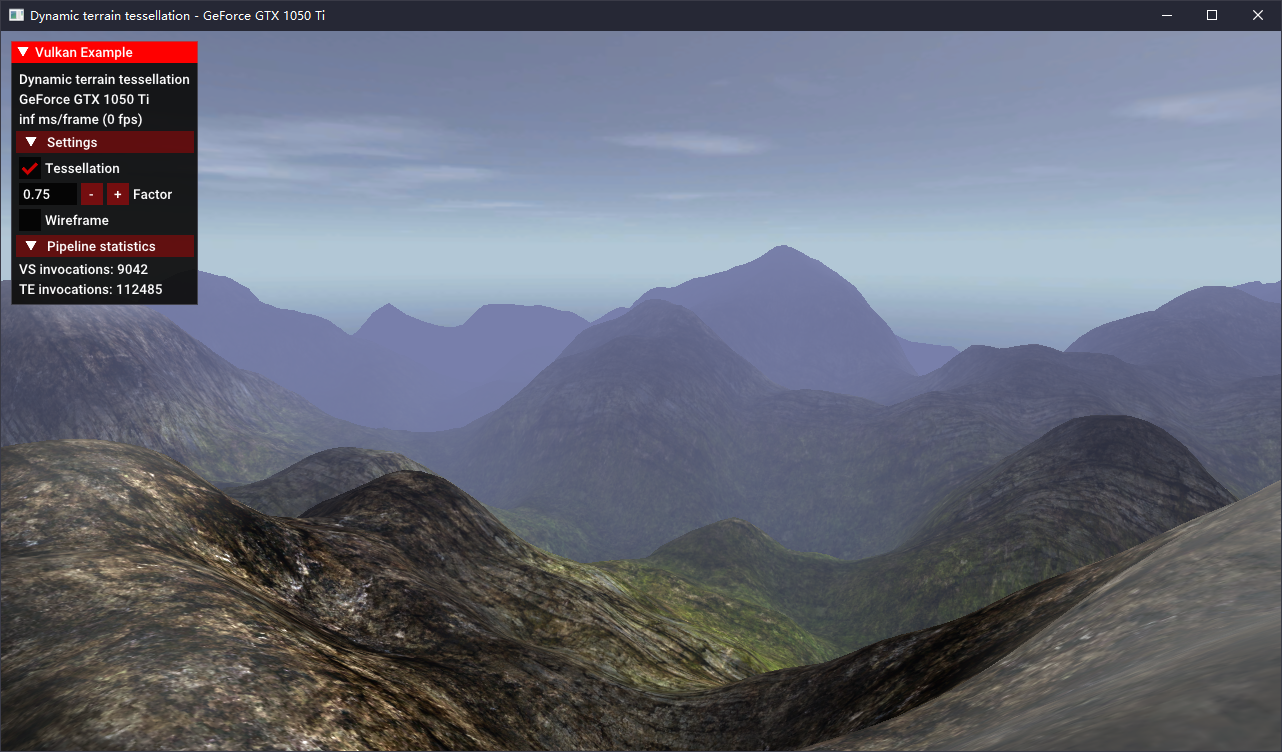 Dynamic terrain tessellation - GeForce GTX 1050 Ti
Vulkan Example
Dynamic terrain tessellation
GeForce GTX 1050 Ti
inf ms/frame (0 fps)
Settings
Tessellation
0.75 - + Factor
Wireframe
Pipeline statistics
VS invocations: 9042
TE invocations: 112485